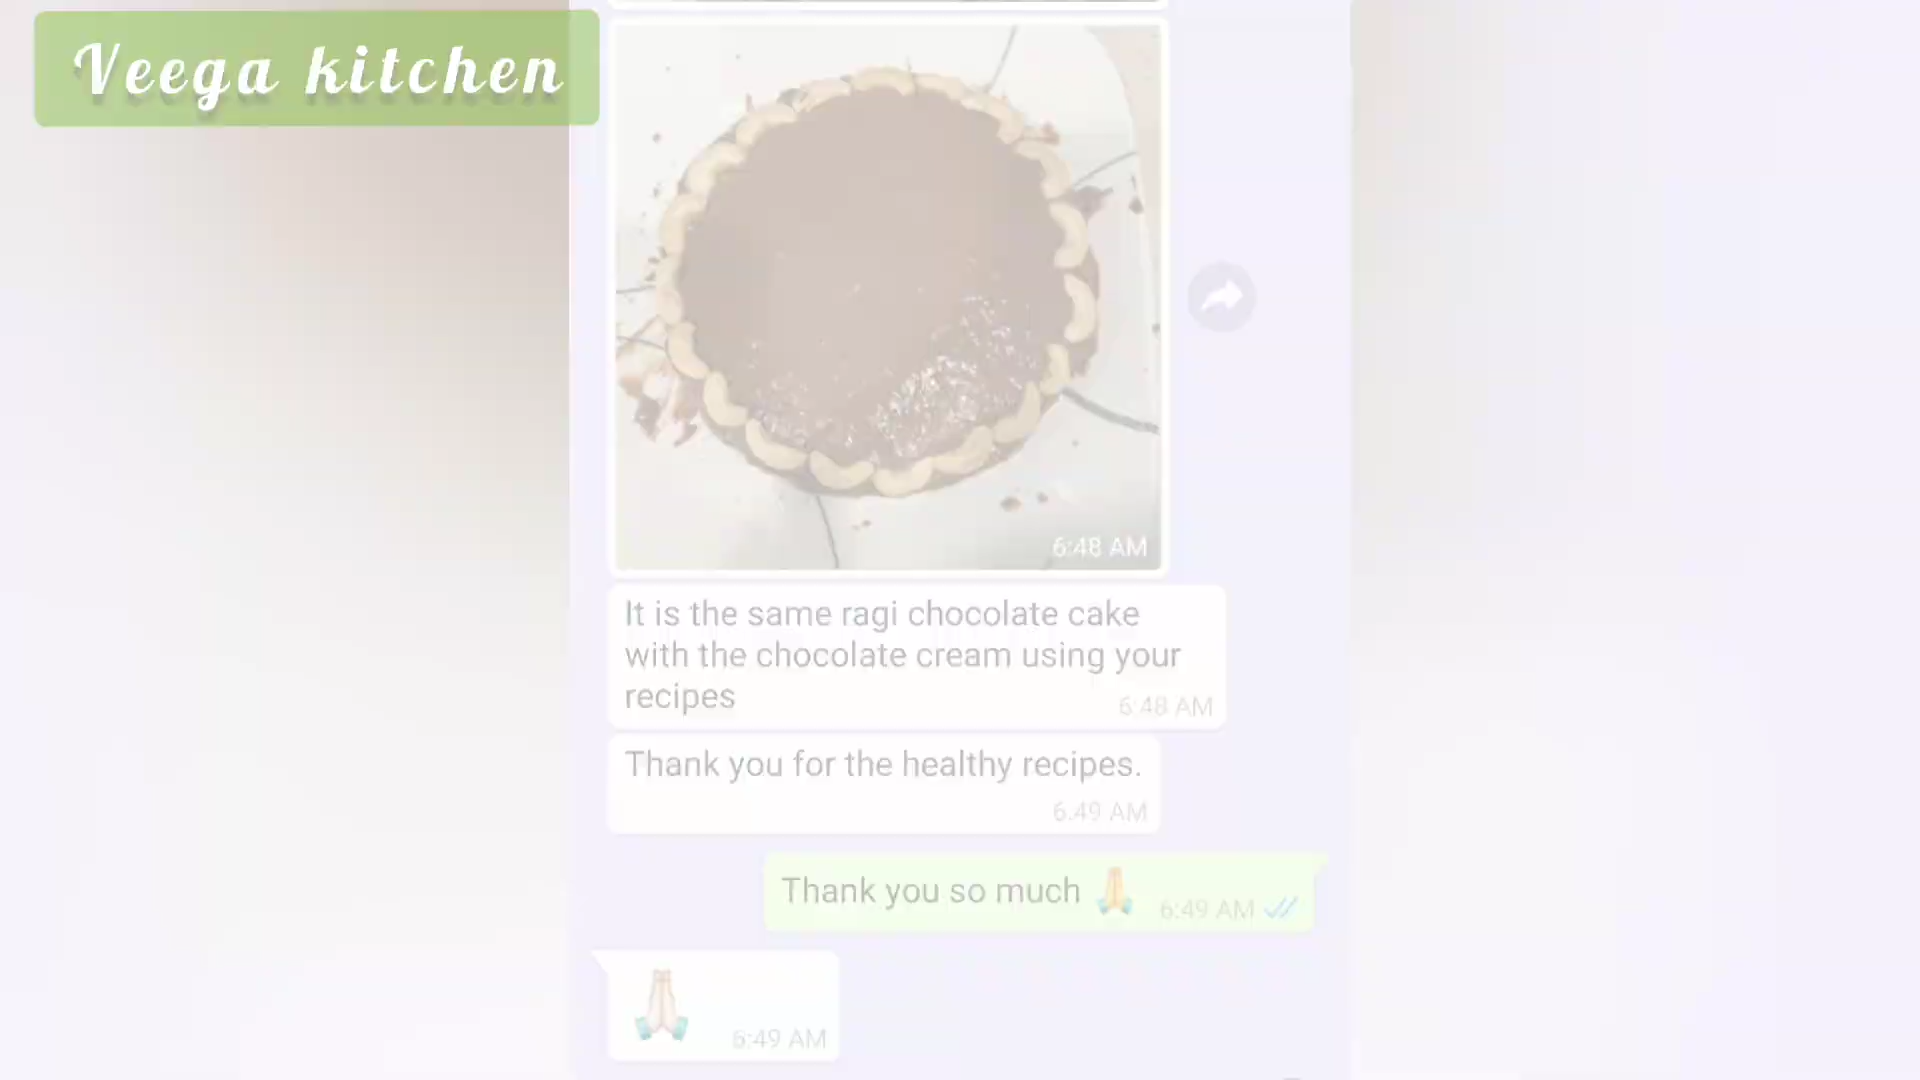 Veega kitchen
6:48 AM
It is the same ragi chocolate cake
with the chocolate cream using your
recipes
6:48 AM
Thank you for the healthy recipes.
6:49 AM
Thank you so much 🙏 6:49 AM
🙏🏻 6:49 AM